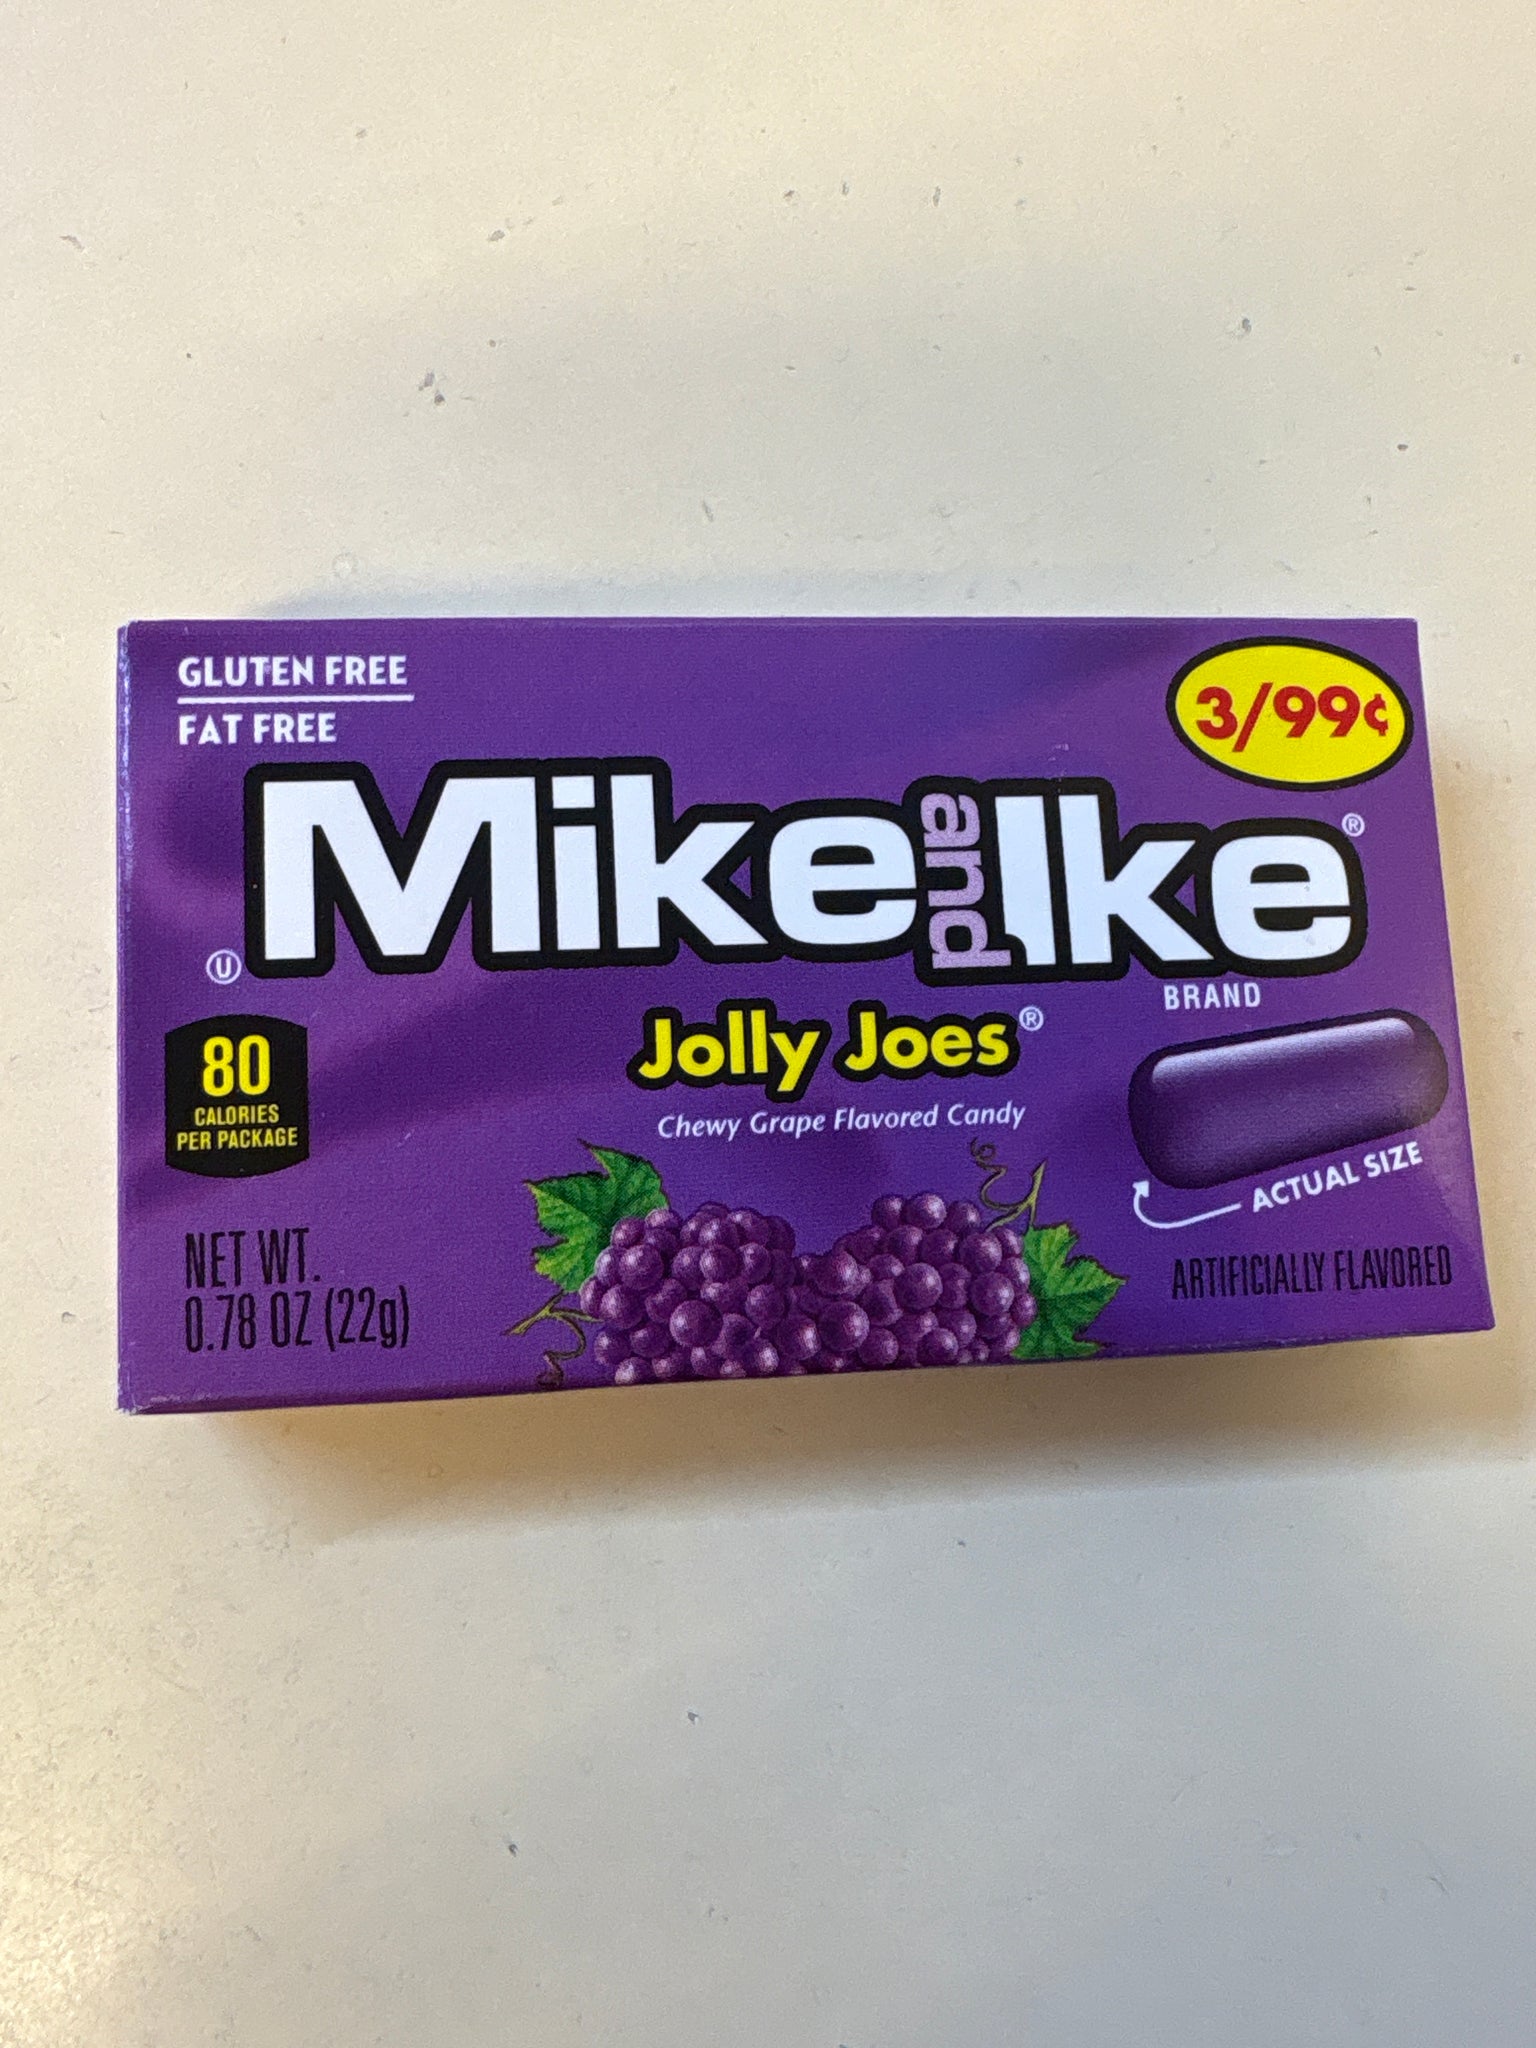 GLUTEN FREE
FAT FREE
3/99¢
Mike and Ike®
Ⓤ
BRAND
Jolly Joes®
Chewy Grape Flavored Candy
80
CALORIES
PER PACKAGE
ACTUAL SIZE
NET WT.
0.78 OZ (22g)
ARTIFICIALLY FLAVORED